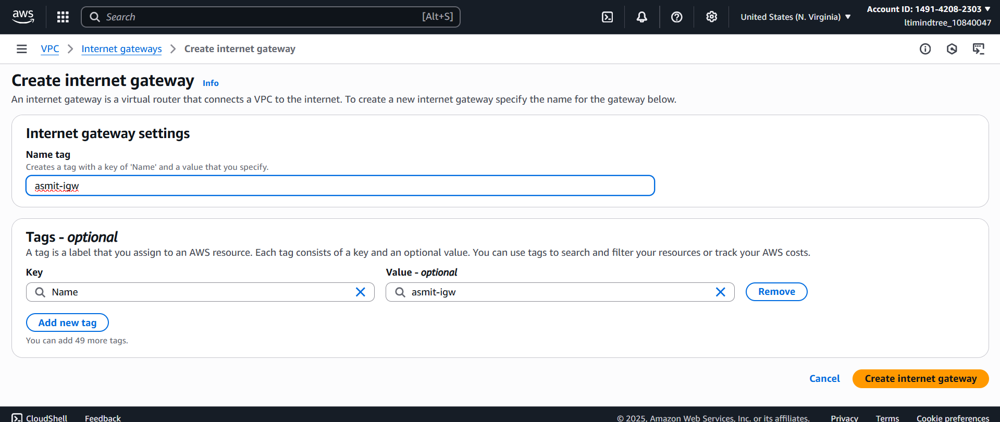 aws
Search [Alt+S]
United States (N. Virginia)
Account ID: 1491-4208-2303
ltimindtree_10840047
VPC > Internet gateways > Create internet gateway
Create internet gateway Info
An internet gateway is a virtual router that connects a VPC to the internet. To create a new internet gateway specify the name for the gateway below.
Internet gateway settings
Name tag
Creates a tag with a key of 'Name' and a value that you specify.
asmit-igw
Tags - optional
A tag is a label that you assign to an AWS resource. Each tag consists of a key and an optional value. You can use tags to search and filter your resources or track your AWS costs.
Key Value - optional
Name asmit-igw Remove
Add new tag
You can add 49 more tags.
Cancel Create internet gateway
CloudShell Feedback © 2025, Amazon Web Services, Inc. or its affiliates. Privacy Terms Cookie preferences